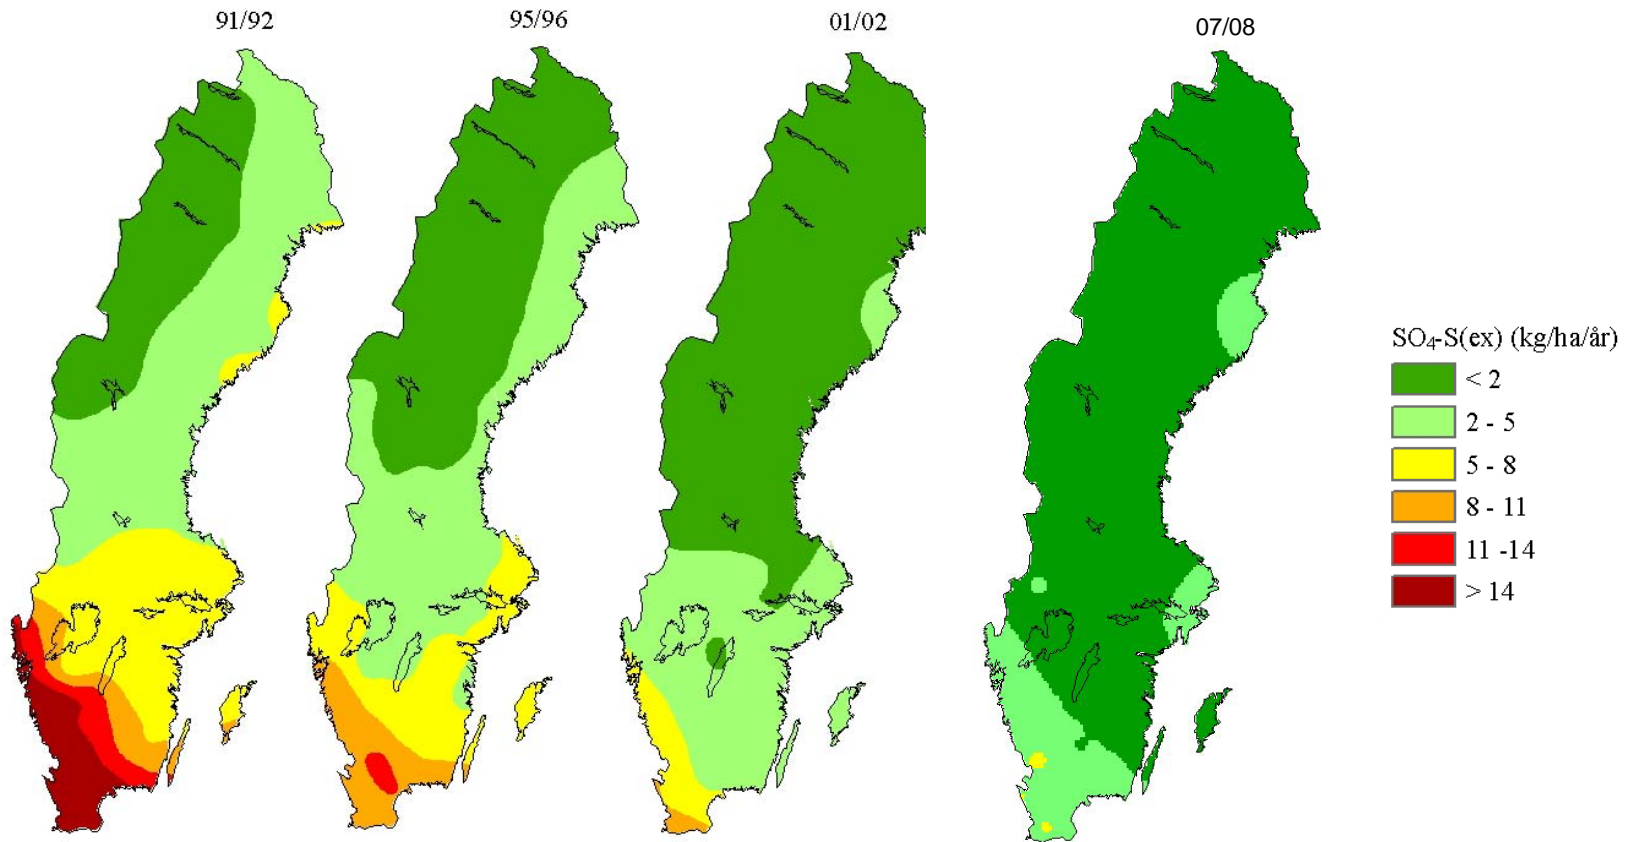 91/92
95/96
01/02
07/08
SO₄-S(ex) (kg/ha/år)
< 2
2 - 5
5 - 8
8 - 11
11 -14
> 14